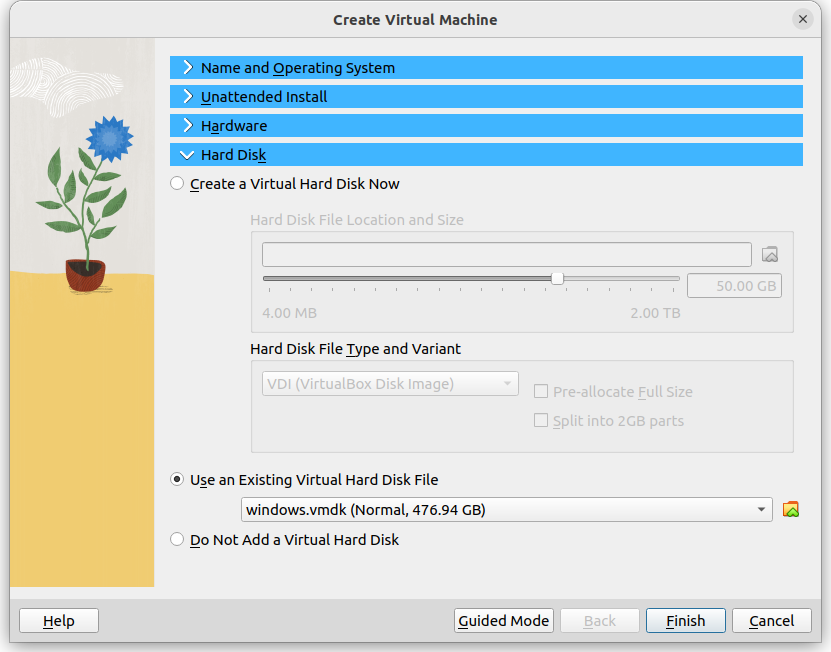 Create Virtual Machine
Name and Operating System
Unattended Install
Hardware
Hard Disk
Create a Virtual Hard Disk Now
Hard Disk File Location and Size
50.00 GB
4.00 MB 2.00 TB
Hard Disk File Type and Variant
VDI (VirtualBox Disk Image)
Pre-allocate Full Size
Split into 2GB parts
Use an Existing Virtual Hard Disk File
windows.vmdk (Normal, 476.94 GB)
Do Not Add a Virtual Hard Disk
Help Guided Mode Back Finish Cancel